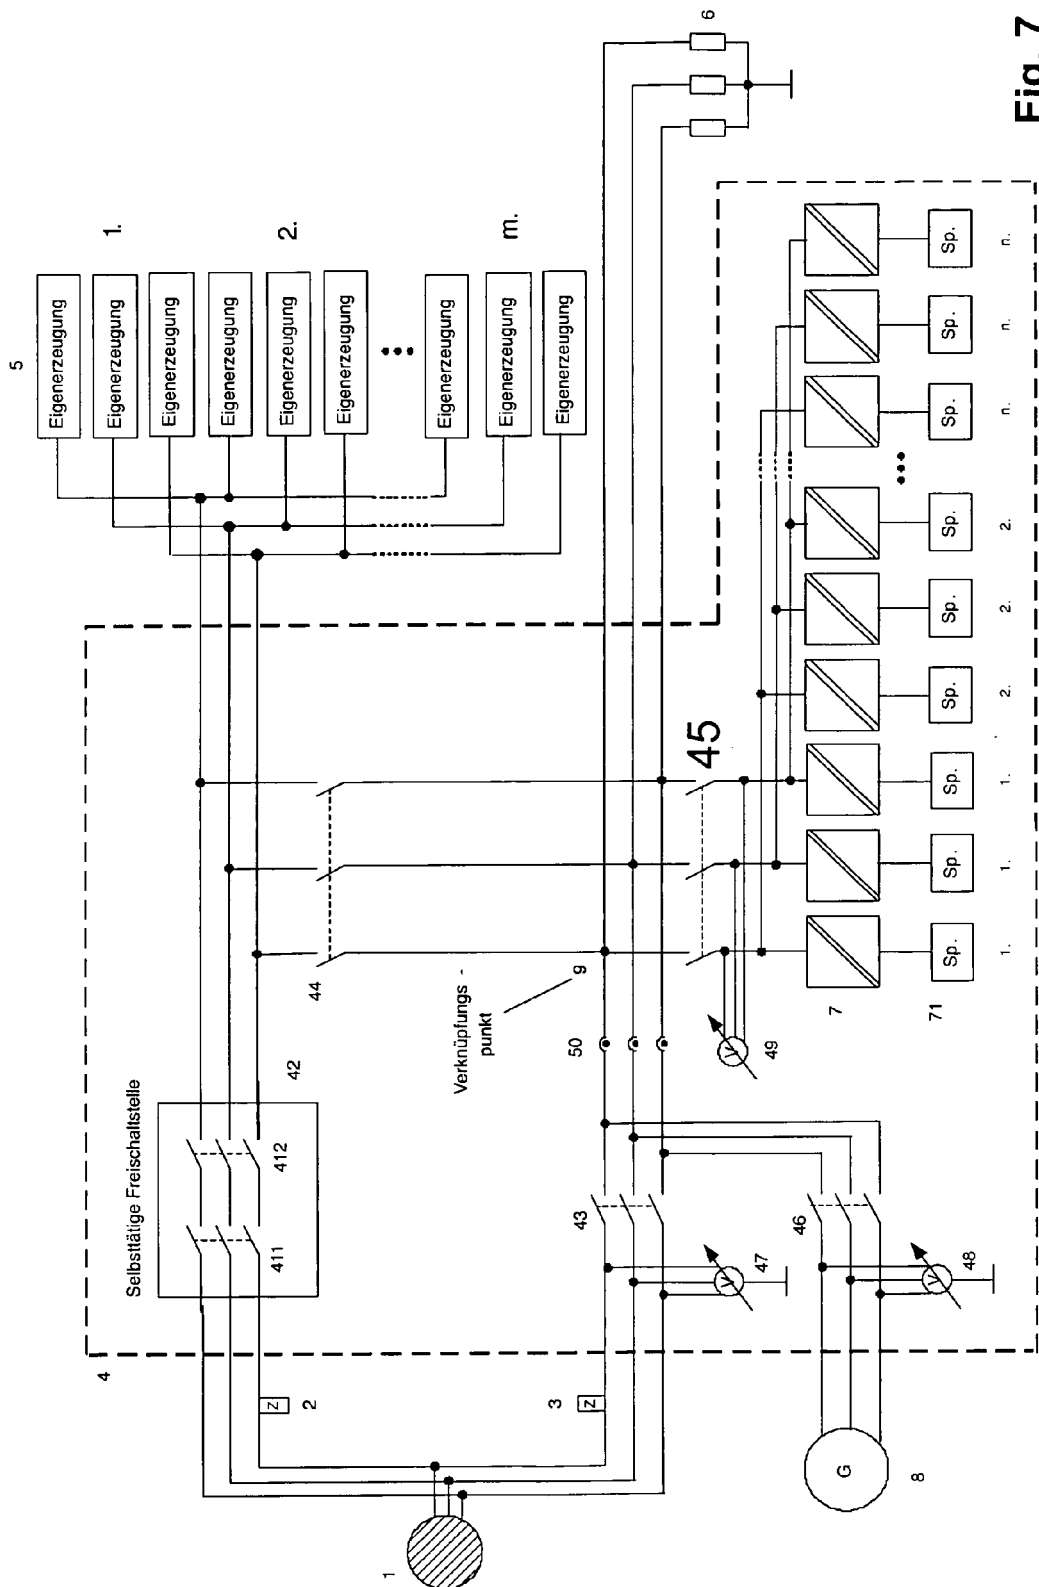 Fig. 7
5
Eigenerzeugung
Eigenerzeugung
Eigenerzeugung
1.
Eigenerzeugung
Eigenerzeugung
Eigenerzeugung
2.
Eigenerzeugung
Eigenerzeugung
Eigenerzeugung
m.
6
4
Selbsttätige Freischaltstelle
411
412
42
44
Verknüpfungs -
punkt
9
45
50
43
46
V
47
V
48
V
49
7
71
Sp.
Sp.
Sp.
Sp.
Sp.
Sp.
Sp.
Sp.
Sp.
1.
1.
1.
2.
2.
2.
n.
n.
n.
Z
2
Z
3
1
G
8